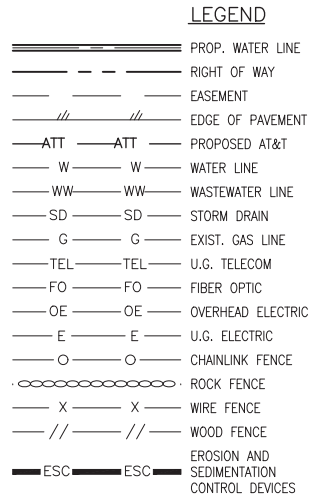 LEGEND
PROP. WATER LINE
RIGHT OF WAY
EASEMENT
EDGE OF PAVEMENT
ATT ATT PROPOSED AT&T
W W WATER LINE
WW WW WASTEWATER LINE
SD SD STORM DRAIN
G G EXIST. GAS LINE
TEL TEL U.G. TELECOM
FO FO FIBER OPTIC
OE OE OVERHEAD ELECTRIC
E E U.G. ELECTRIC
O O CHAINLINK FENCE
ROCK FENCE
X X WIRE FENCE
// // WOOD FENCE
EROSION AND
ESC ESC SEDIMENTATION
CONTROL DEVICES